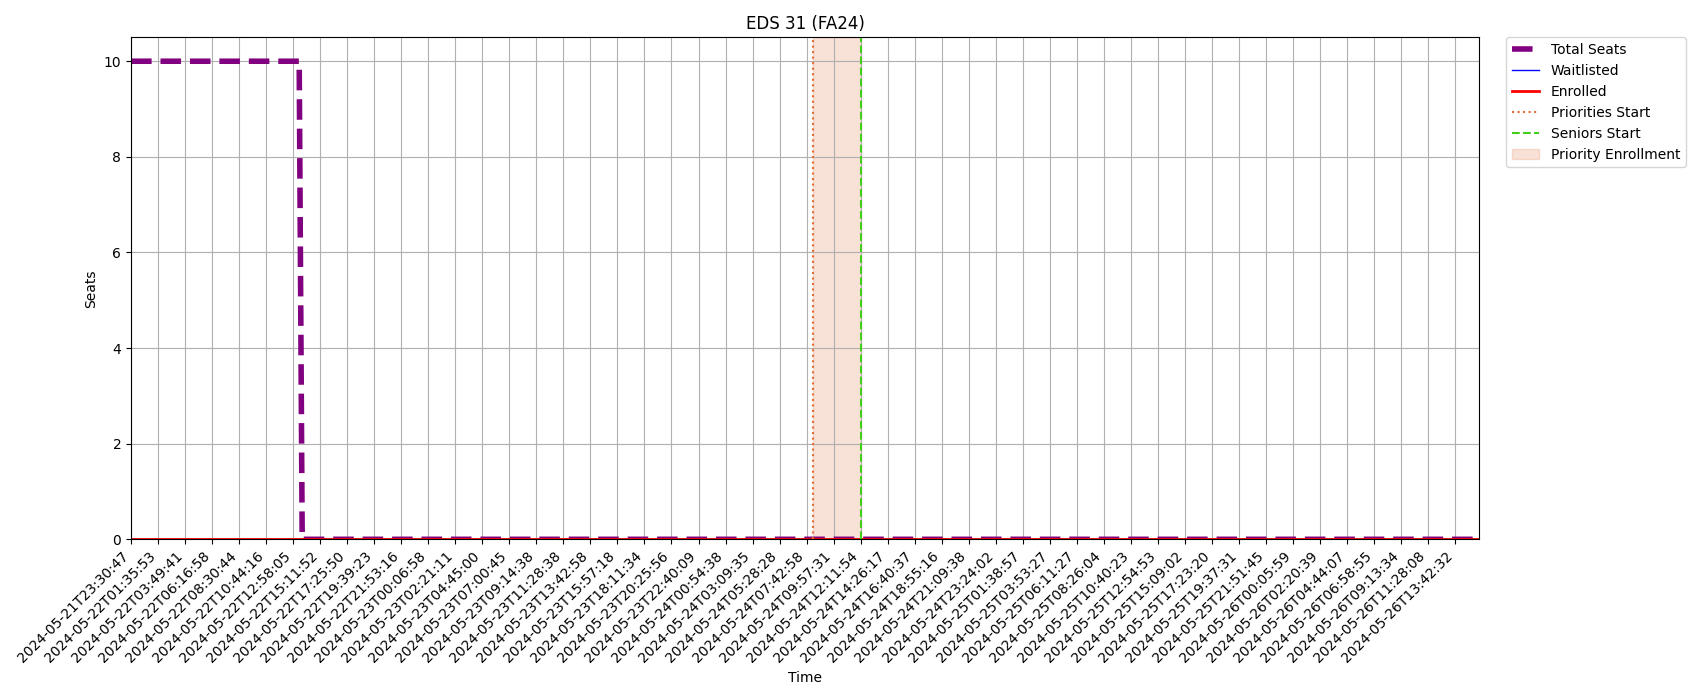 EDS 31 (FA24)
Total Seats
Waitlisted
Enrolled
Priorities Start
Seniors Start
Priority Enrollment
Seats
10
8
6
4
2
0
2024-05-21T23:30:47
2024-05-22T01:35:53
2024-05-22T03:49:41
2024-05-22T06:16:58
2024-05-22T08:30:44
2024-05-22T10:44:16
2024-05-22T12:58:05
2024-05-22T15:11:52
2024-05-22T17:25:50
2024-05-22T19:39:23
2024-05-22T21:53:16
2024-05-23T00:06:58
2024-05-23T02:21:11
2024-05-23T04:45:00
2024-05-23T07:00:45
2024-05-23T09:14:38
2024-05-23T11:28:38
2024-05-23T13:42:58
2024-05-23T15:57:18
2024-05-23T18:11:34
2024-05-23T20:25:56
2024-05-23T22:40:09
2024-05-24T00:54:38
2024-05-24T03:09:35
2024-05-24T05:28:28
2024-05-24T07:42:58
2024-05-24T09:57:31
2024-05-24T12:11:54
2024-05-24T14:26:17
2024-05-24T16:40:37
2024-05-24T18:55:16
2024-05-24T21:09:38
2024-05-24T23:24:02
2024-05-25T01:38:57
2024-05-25T03:53:27
2024-05-25T06:11:27
2024-05-25T08:26:04
2024-05-25T10:40:23
2024-05-25T12:54:53
2024-05-25T15:09:02
2024-05-25T17:23:20
2024-05-25T19:37:31
2024-05-25T21:51:45
2024-05-26T00:05:59
2024-05-26T02:20:39
2024-05-26T04:44:07
2024-05-26T06:58:55
2024-05-26T09:13:34
2024-05-26T11:28:08
2024-05-26T13:42:32
Time